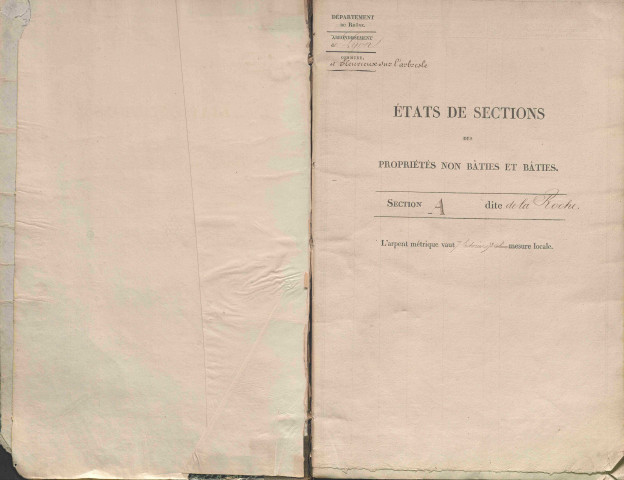 DÉPARTEMENT
DU RHÔNE.
ARRONDISSEMENT
de Lyon
COMMUNE,
d'Fleurieux sur l'arbresle
ÉTATS DE SECTIONS
DES
PROPRIÉTÉS NON BÂTIES ET BÂTIES.
SECTION A dite de la Roche.
L'arpent métrique vaut mesure locale.